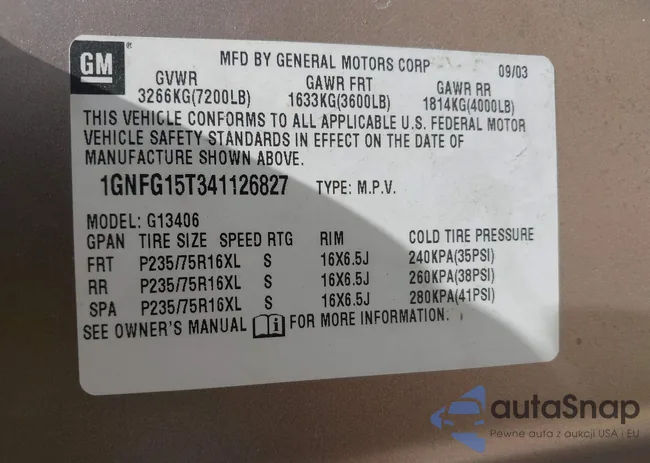 GM
®
MFD BY GENERAL MOTORS CORP 09/03
GVWR GAWR FRT GAWR RR
3266KG(7200LB) 1633KG(3600LB) 1814KG(4000LB)
THIS VEHICLE CONFORMS TO ALL APPLICABLE U.S. FEDERAL MOTOR
VEHICLE SAFETY STANDARDS IN EFFECT ON THE DATE OF
MANUFACTURE SHOWN ABOVE.
1GNFG15T341126827 TYPE: M.P.V.
MODEL: G13406
GPAN TIRE SIZE SPEED RTG RIM COLD TIRE PRESSURE
FRT P235/75R16XL S 16X6.5J 240KPA(35PSI)
RR P235/75R16XL S 16X6.5J 260KPA(38PSI)
SPA P235/75R16XL S 16X6.5J 280KPA(41PSI)
SEE OWNER'S MANUAL i FOR MORE INFORMATION.
autaSnap
Pewne auta z aukcji USA i EU